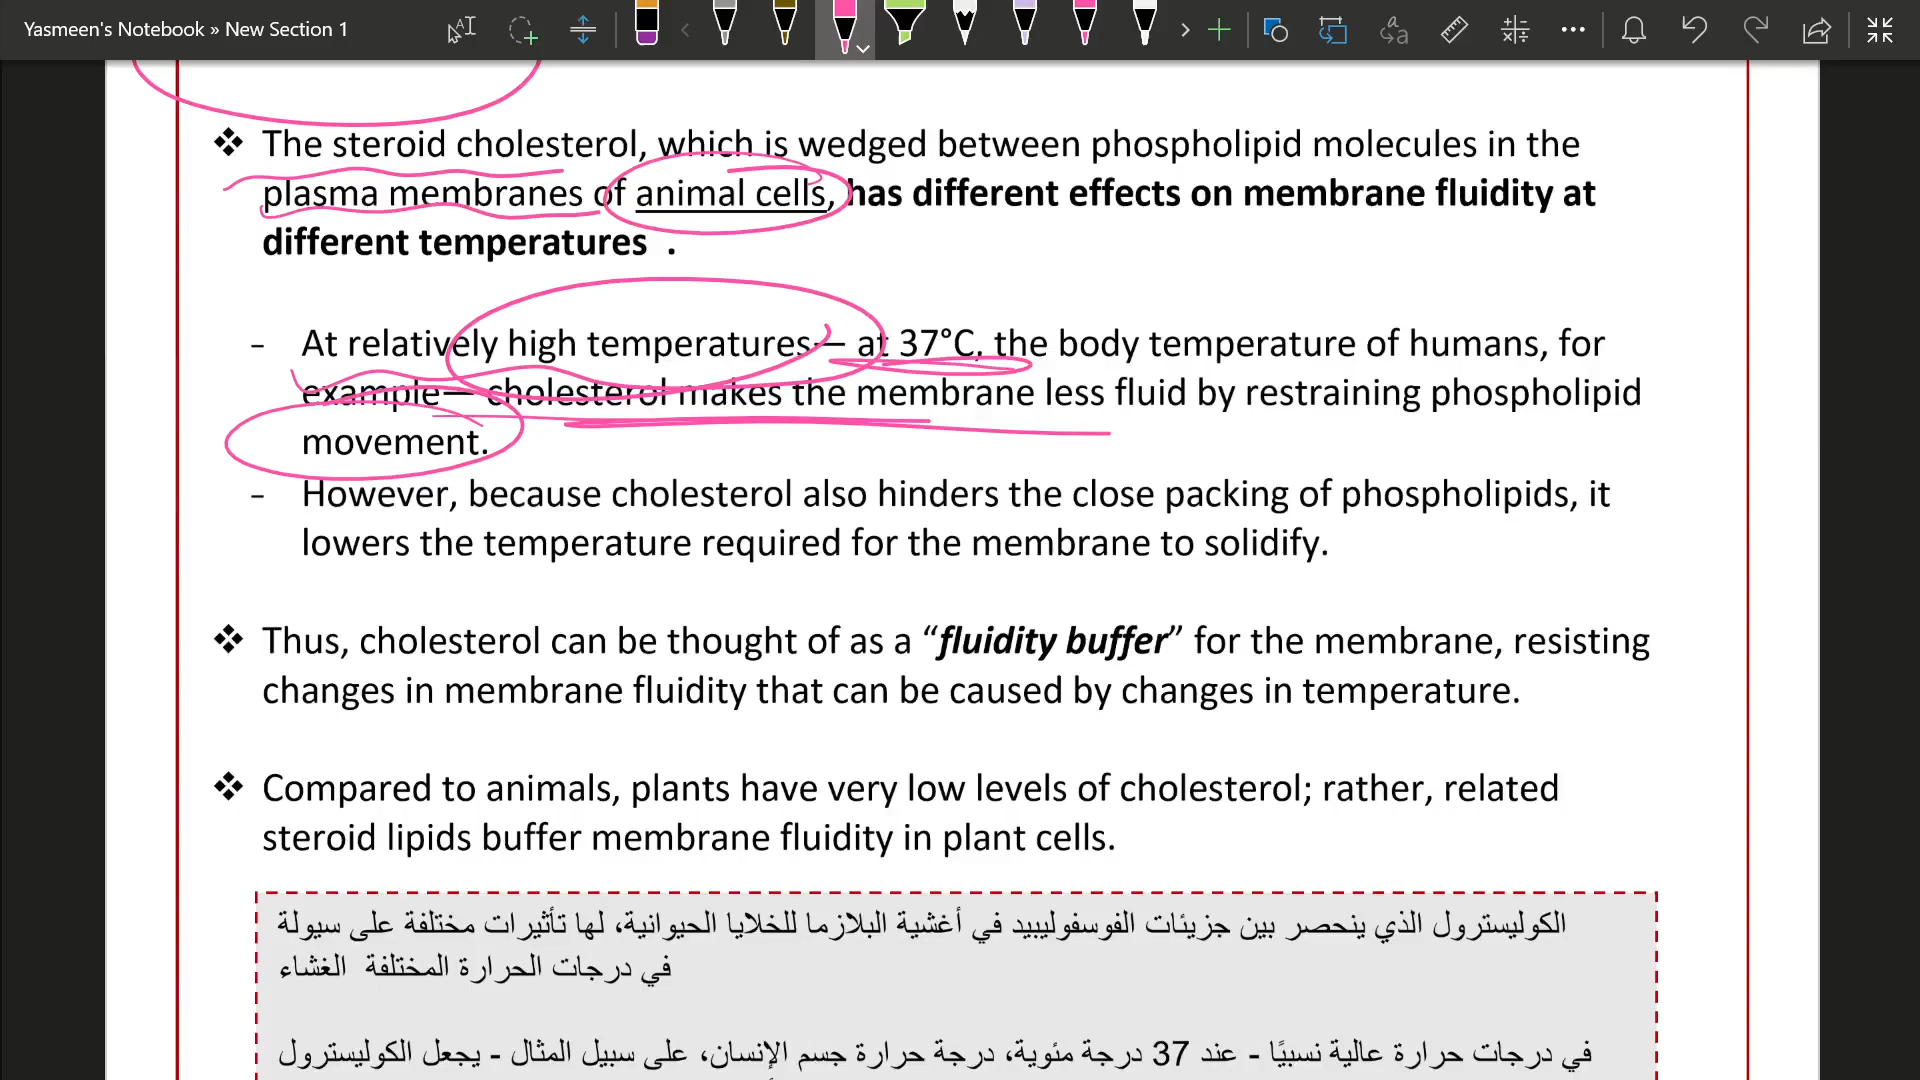 Yasmeen's Notebook » New Section 1
❖ The steroid cholesterol, which is wedged between phospholipid molecules in the
plasma membranes of animal cells, has different effects on membrane fluidity at
different temperatures .
- At relatively high temperatures— at 37°C, the body temperature of humans, for
example— cholesterol makes the membrane less fluid by restraining phospholipid
movement.
- However, because cholesterol also hinders the close packing of phospholipids, it
lowers the temperature required for the membrane to solidify.
❖ Thus, cholesterol can be thought of as a “fluidity buffer” for the membrane, resisting
changes in membrane fluidity that can be caused by changes in temperature.
❖ Compared to animals, plants have very low levels of cholesterol; rather, related
steroid lipids buffer membrane fluidity in plant cells.
الكوليسترول الذي ينحصر بين جزيئات الفوسفوليبيد في أغشية البلازما للخلايا الحيوانية، لها تأثيرات مختلفة على سيولة
في درجات الحرارة المختلفة الغشاء
في درجات حرارة عالية نسبيًا - عند 37 درجة مئوية، درجة حرارة جسم الإنسان، على سبيل المثال - يجعل الكوليسترول